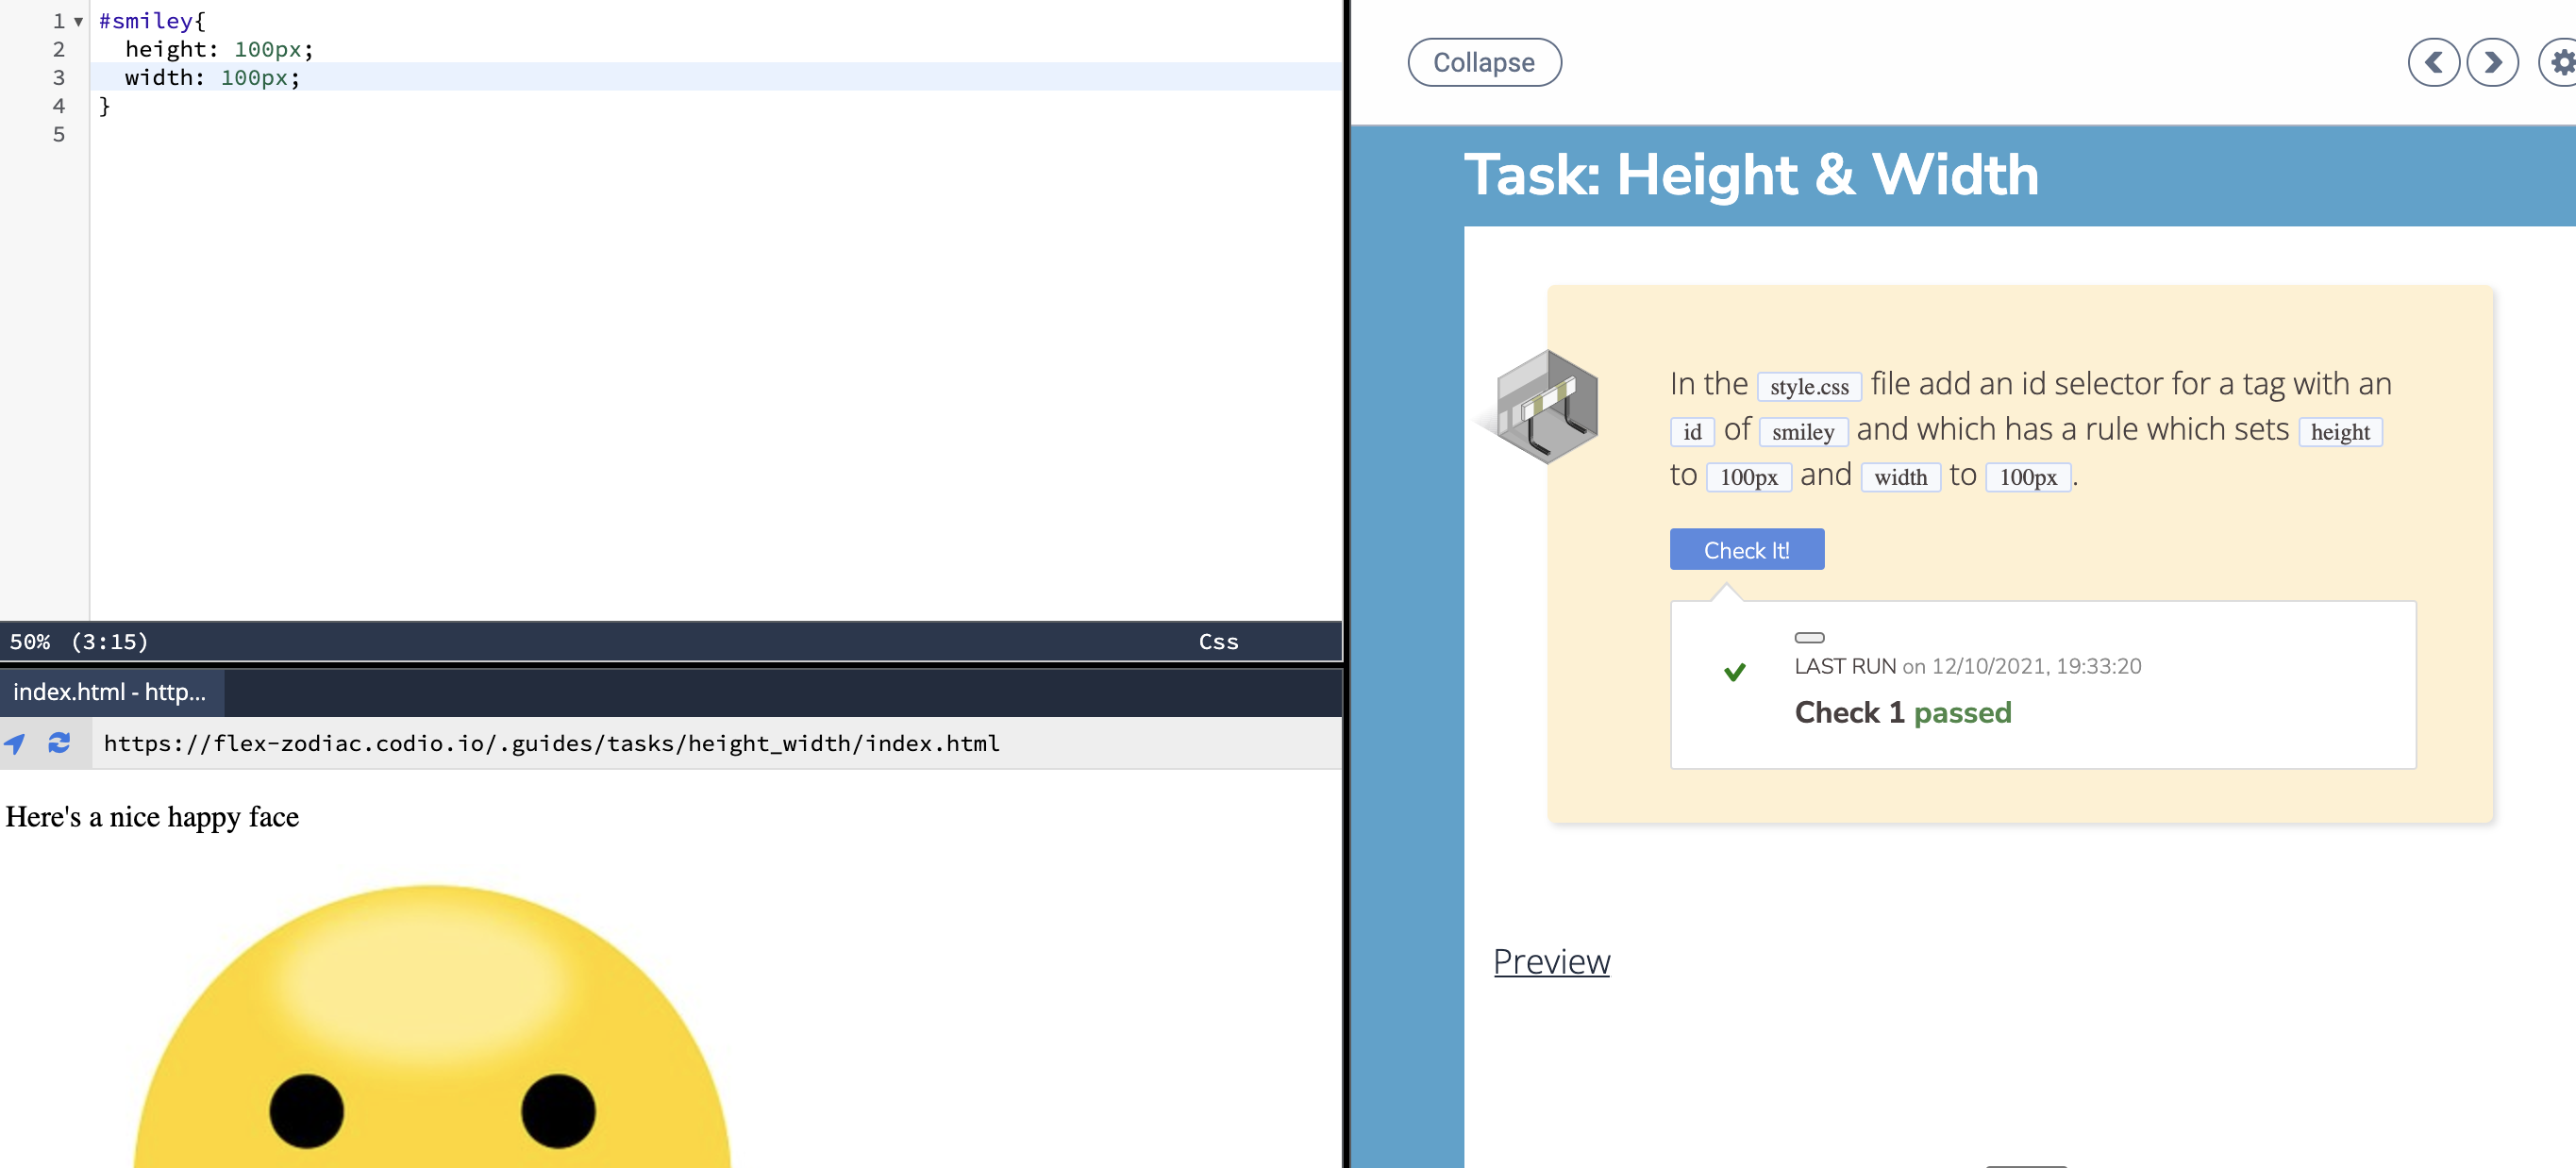 1 #smiley{
2 height: 100px;
3 width: 100px;
4 }
5
50% (3:15) Css
index.html - http...
https://flex-zodiac.codio.io/.guides/tasks/height_width/index.html
Here's a nice happy face
Collapse
Task: Height & Width
In the style.css file add an id selector for a tag with an
id of smiley and which has a rule which sets height
to 100px and width to 100px.
Check It!
LAST RUN on 12/10/2021, 19:33:20
Check 1 passed
Preview